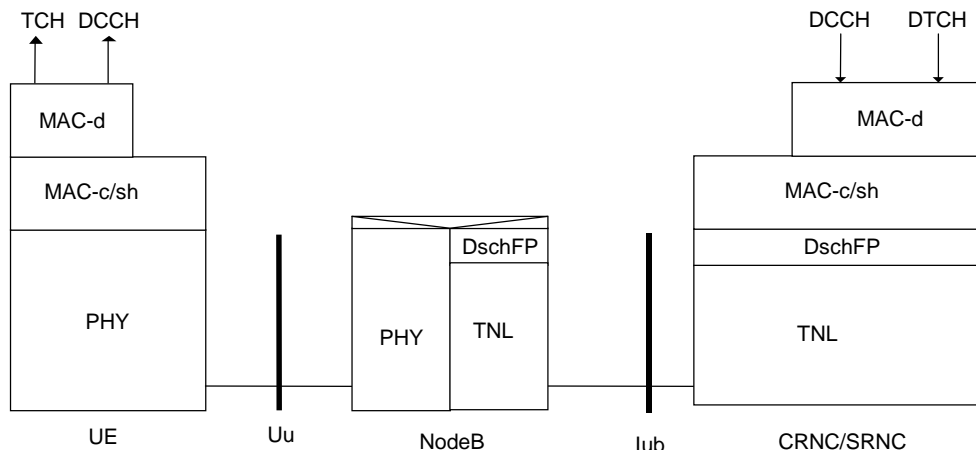 TCH DCCH DCCH DTCH
MAC-d MAC-d
MAC-c/sh MAC-c/sh
DschFP DschFP
PHY PHY TNL TNL
UE Uu NodeB Iub CRNC/SRNC